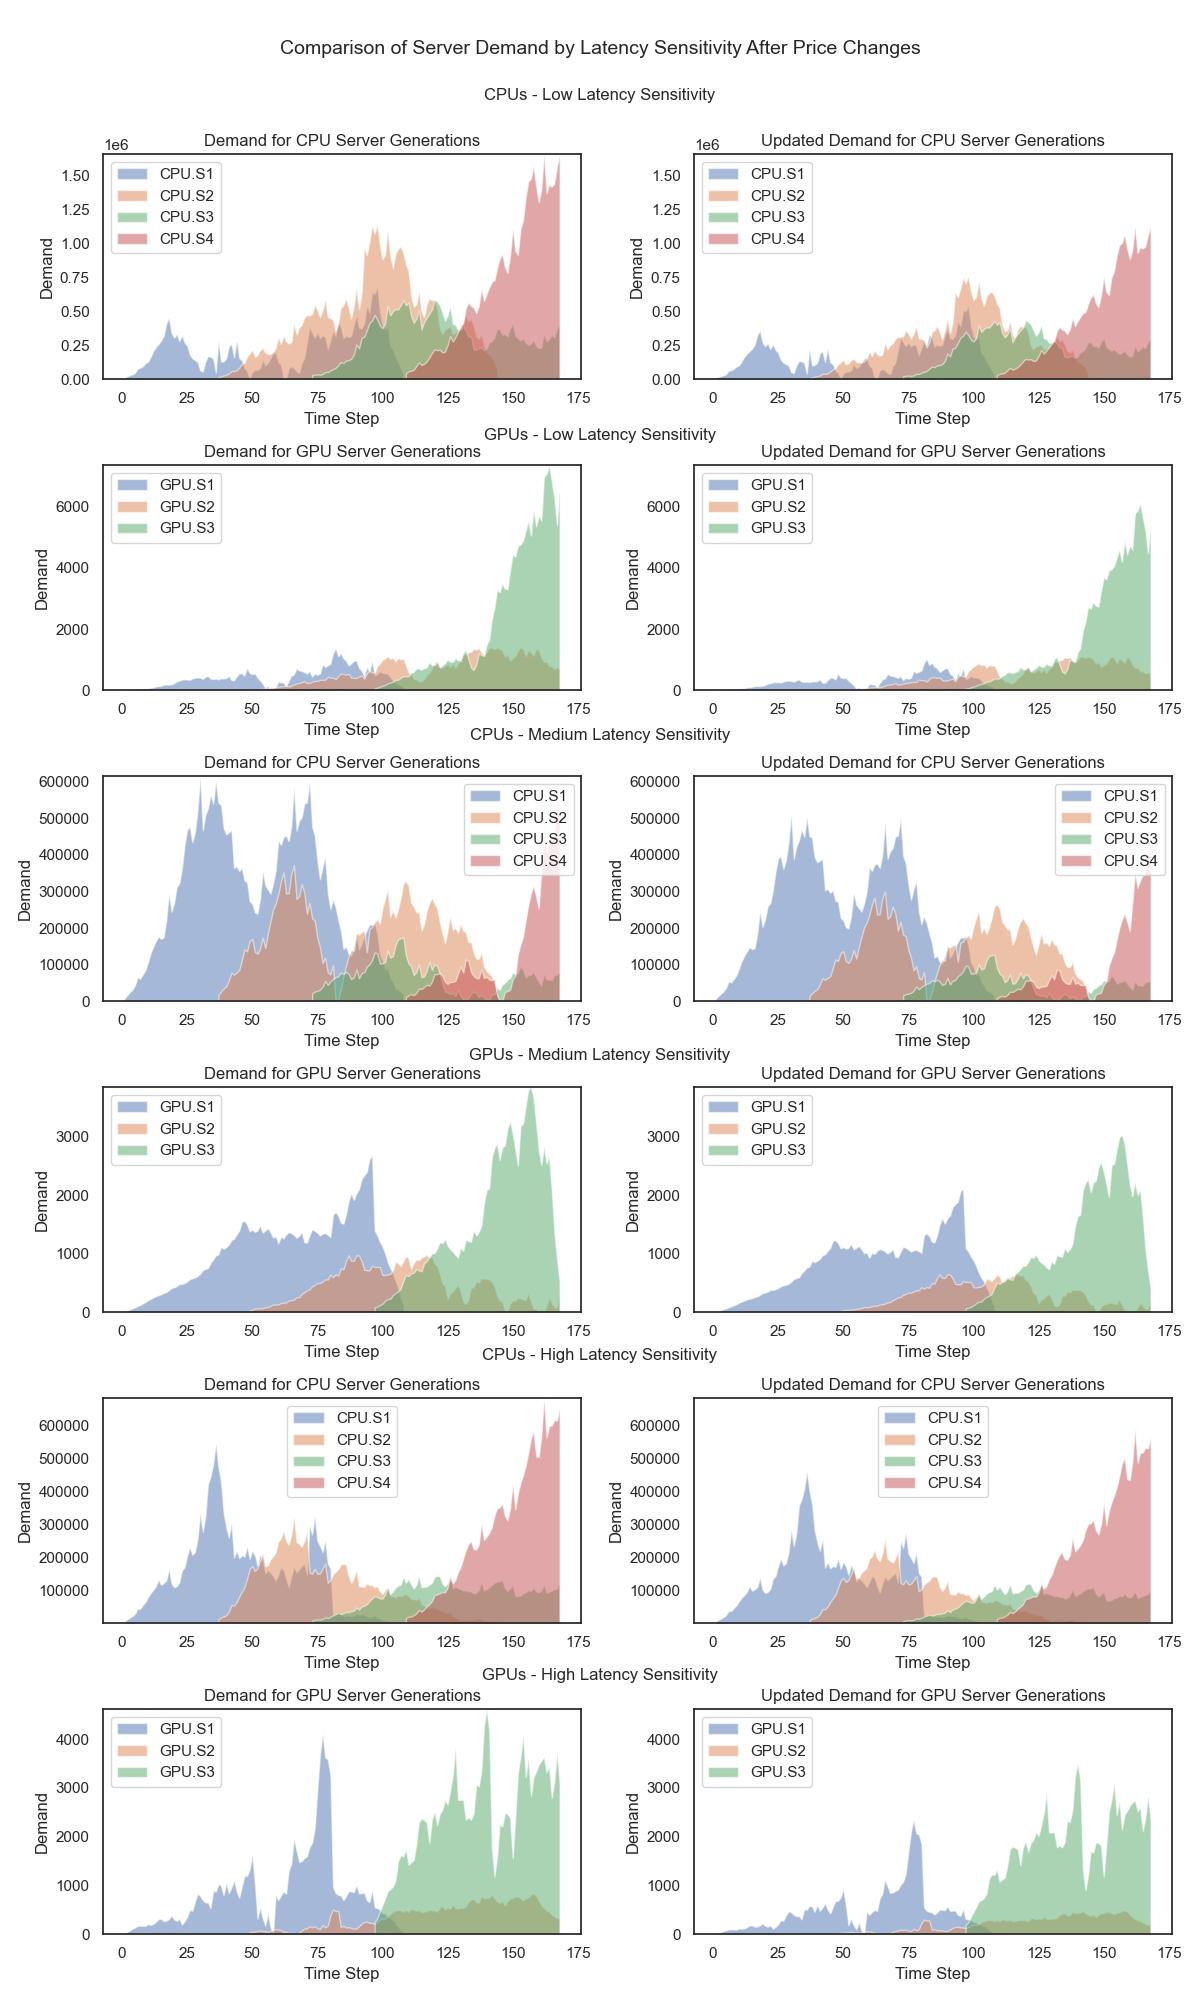 Comparison of Server Demand by Latency Sensitivity After Price Changes
CPUs - Low Latency Sensitivity
Demand for CPU Server Generations
1e6
1.50
1.25
1.00
0.75
0.50
0.25
0.00
Demand
CPU.S1
CPU.S2
CPU.S3
CPU.S4
0 25 50 75 100 125 150 175
Time Step
Updated Demand for CPU Server Generations
1e6
1.50
1.25
1.00
0.75
0.50
0.25
0.00
Demand
CPU.S1
CPU.S2
CPU.S3
CPU.S4
0 25 50 75 100 125 150 175
Time Step
GPUs - Low Latency Sensitivity
Demand for GPU Server Generations
6000
4000
2000
0
Demand
GPU.S1
GPU.S2
GPU.S3
0 25 50 75 100 125 150 175
Time Step
Updated Demand for GPU Server Generations
6000
4000
2000
0
Demand
GPU.S1
GPU.S2
GPU.S3
0 25 50 75 100 125 150 175
Time Step
CPUs - Medium Latency Sensitivity
Demand for CPU Server Generations
600000
500000
400000
300000
200000
100000
0
Demand
CPU.S1
CPU.S2
CPU.S3
CPU.S4
0 25 50 75 100 125 150 175
Time Step
Updated Demand for CPU Server Generations
600000
500000
400000
300000
200000
100000
0
Demand
CPU.S1
CPU.S2
CPU.S3
CPU.S4
0 25 50 75 100 125 150 175
Time Step
GPUs - Medium Latency Sensitivity
Demand for GPU Server Generations
3000
2000
1000
0
Demand
GPU.S1
GPU.S2
GPU.S3
0 25 50 75 100 125 150 175
Time Step
Updated Demand for GPU Server Generations
3000
2000
1000
0
Demand
GPU.S1
GPU.S2
GPU.S3
0 25 50 75 100 125 150 175
Time Step
CPUs - High Latency Sensitivity
Demand for CPU Server Generations
600000
500000
400000
300000
200000
100000
Demand
CPU.S1
CPU.S2
CPU.S3
CPU.S4
0 25 50 75 100 125 150 175
Time Step
Updated Demand for CPU Server Generations
600000
500000
400000
300000
200000
100000
Demand
CPU.S1
CPU.S2
CPU.S3
CPU.S4
0 25 50 75 100 125 150 175
Time Step
GPUs - High Latency Sensitivity
Demand for GPU Server Generations
4000
3000
2000
1000
0
Demand
GPU.S1
GPU.S2
GPU.S3
0 25 50 75 100 125 150 175
Time Step
Updated Demand for GPU Server Generations
4000
3000
2000
1000
0
Demand
GPU.S1
GPU.S2
GPU.S3
0 25 50 75 100 125 150 175
Time Step